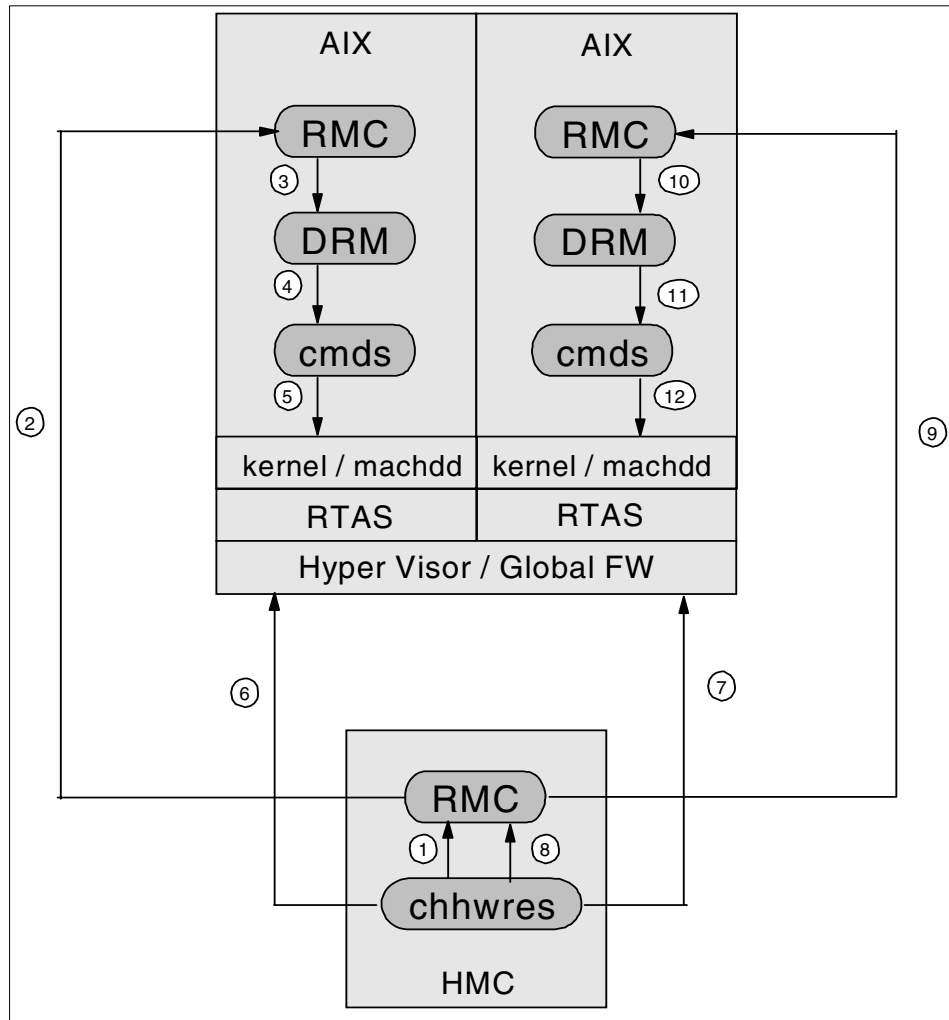 AIX AIX
RMC RMC
3 10
DRM DRM
4 11
cmds cmds
5 12
2 9
kernel / machdd kernel / machdd
RTAS RTAS
Hyper Visor / Global FW
6 7
RMC
1 8
chhwres
HMC